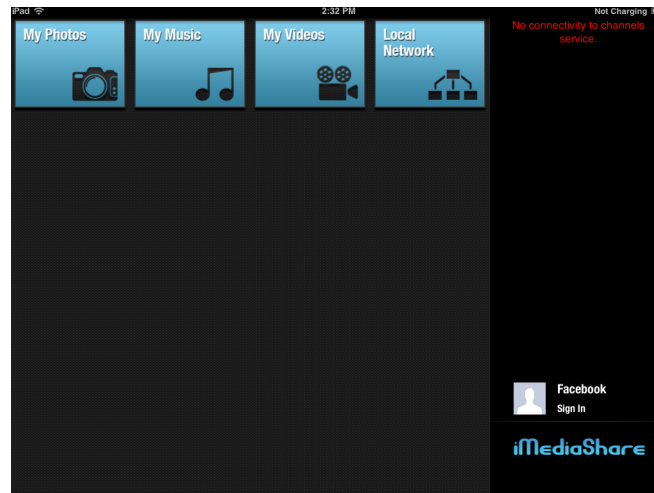 iPad 2:32 PM Not Charging
My Photos
My Music
My Videos
Local
Network
No connectivity to channels
service.
Facebook
Sign In
iMediaShare